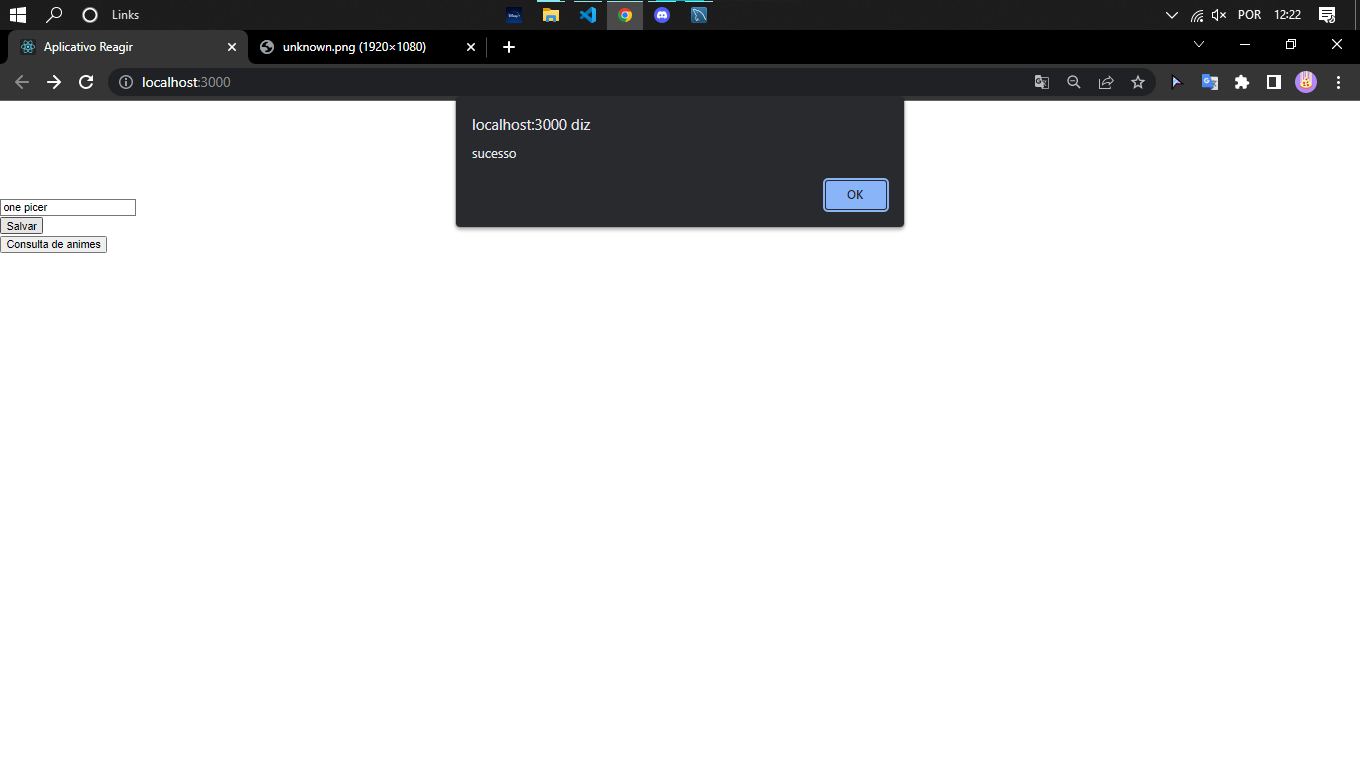 Links
POR 12:22
Aplicativo Reagir
unknown.png (1920×1080)
localhost:3000
localhost:3000 diz
sucesso
OK
one picer
Salvar
Consulta de animes